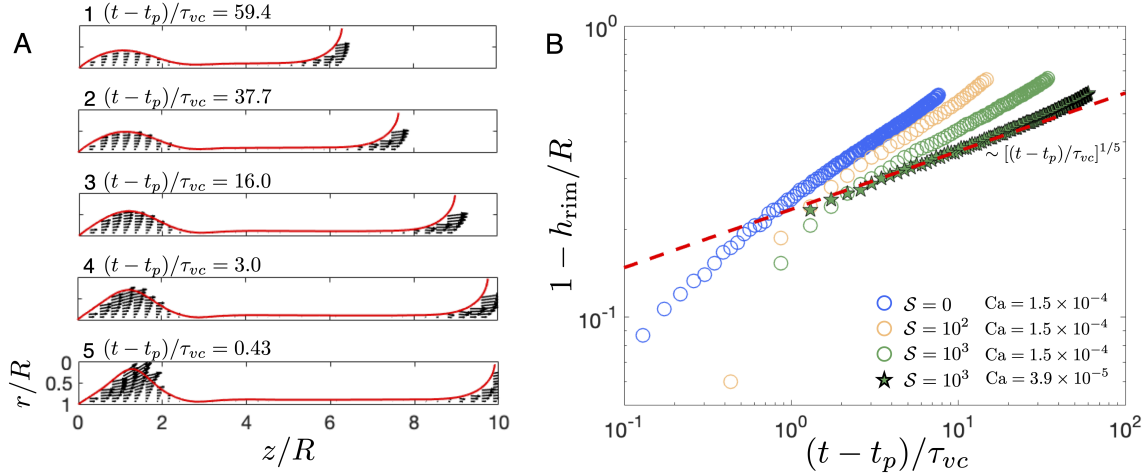 A
1 (t − t_p)/τ_vc = 59.4
2 (t − t_p)/τ_vc = 37.7
3 (t − t_p)/τ_vc = 16.0
4 (t − t_p)/τ_vc = 3.0
5 (t − t_p)/τ_vc = 0.43
0
0.5
1
r/R
0 2 4 6 8 10
z/R
B
10^0
10^-1
1 − h_rim/R
∼ [(t − t_p)/τ_vc]^1/5
S = 0 Ca = 1.5 × 10^-4
S = 10^2 Ca = 1.5 × 10^-4
S = 10^3 Ca = 1.5 × 10^-4
S = 10^3 Ca = 3.9 × 10^-5
10^-1 10^0 10^1 10^2
(t − t_p)/τ_vc